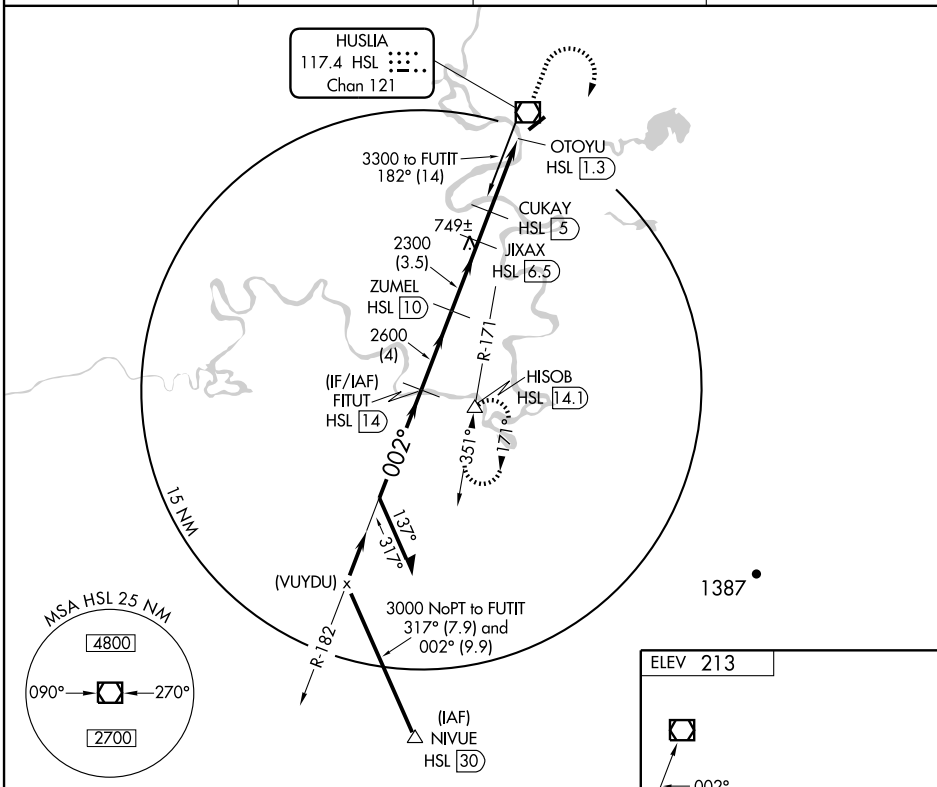 HUSLIA
117.4 HSL
Chan 121
OTOYU
HSL 1.3
3300 to FUTIT
182° (14)
CUKAY
HSL 5
749±
JIXAX
HSL 6.5
2300
(3.5)
ZUMEL
HSL 10
R-171
2600
(4)
(IF/IAF)
FITUT
HSL 14
HISOB
HSL 14.1
351°
171°
002°
15 NM
137°
317°
(VUYDU) x
1387
3000 NoPT to FUTIT
317° (7.9) and
002° (9.9)
MSA HSL 25 NM
4800
090°
270°
2700
R-182
ELEV 213
(IAF)
NIVUE
HSL 30
002°